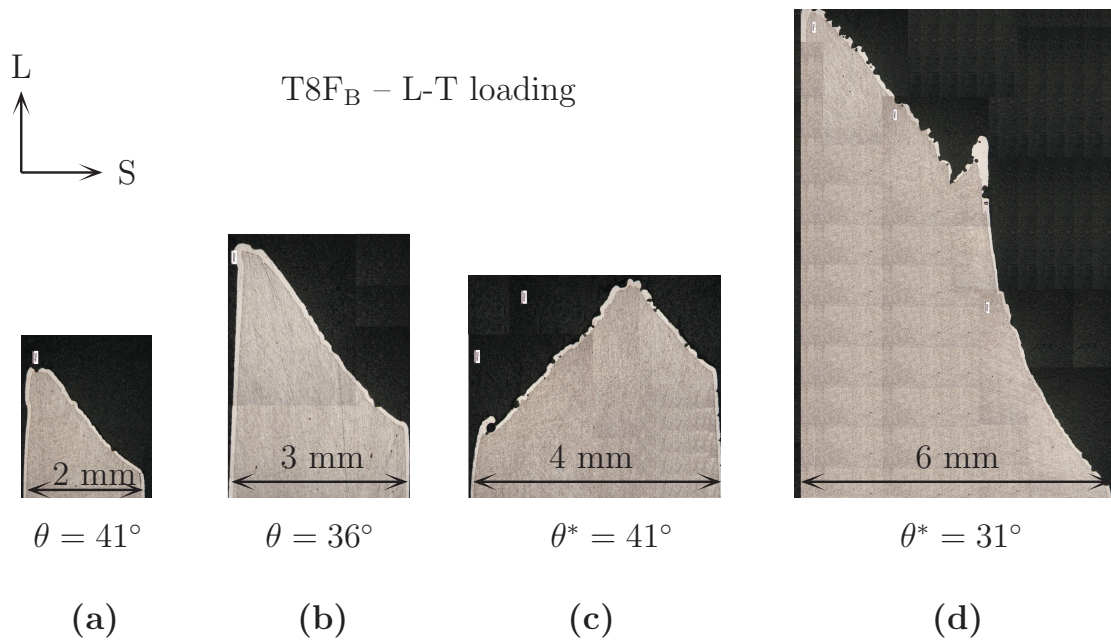 L
T8F_B – L-T loading
S
2 mm
3 mm
4 mm
6 mm
θ = 41°
θ = 36°
θ* = 41°
θ* = 31°
(a)
(b)
(c)
(d)